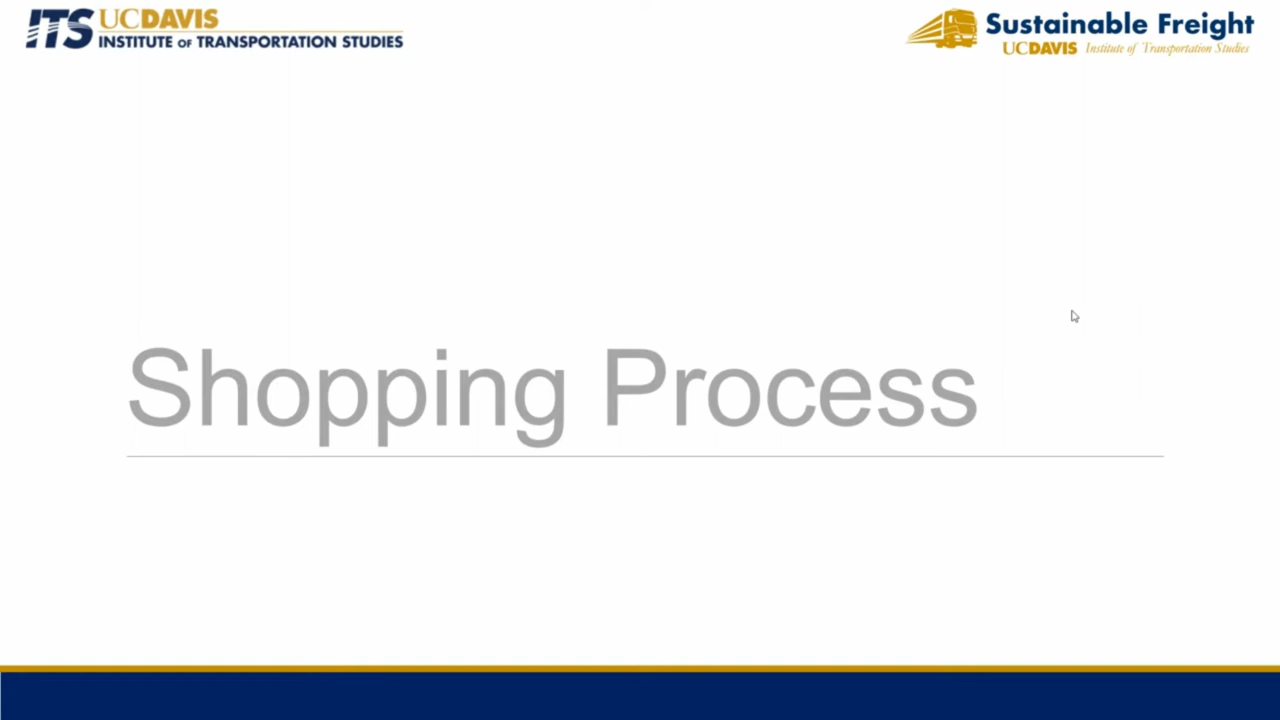 ITS UCDAVIS
INSTITUTE OF TRANSPORTATION STUDIES
Sustainable Freight
UCDAVIS Institute of Transportation Studies
Shopping Process